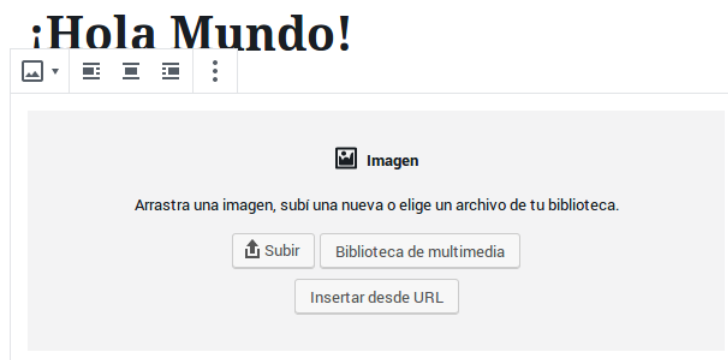 ¡Hola Mundo!
Imagen
Arrastra una imagen, subí una nueva o elige un archivo de tu biblioteca.
Subir
Biblioteca de multimedia
Insertar desde URL